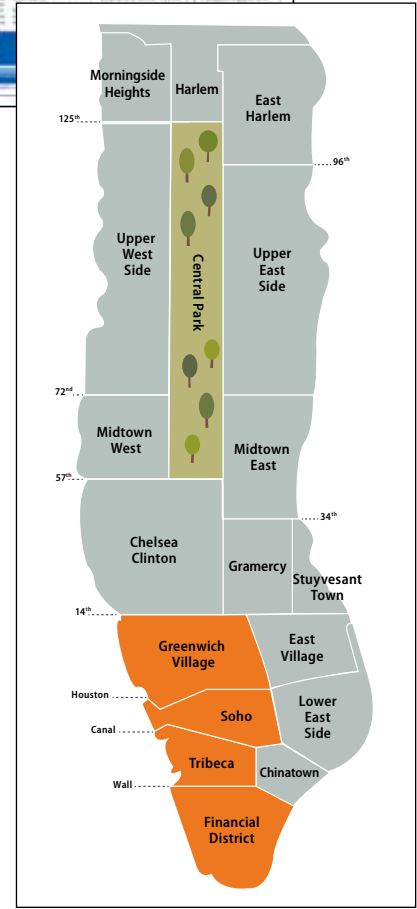 Morningside
Heights
Harlem
East
Harlem
125th
96th
Upper
West
Side
Central Park
Upper
East
Side
72nd
Midtown
West
Midtown
East
57th
34th
Chelsea
Clinton
Gramercy
Stuyvesant
Town
14th
Greenwich
Village
East
Village
Houston
Soho
Lower
East
Side
Canal
Tribeca
Chinatown
Wall
Financial
District